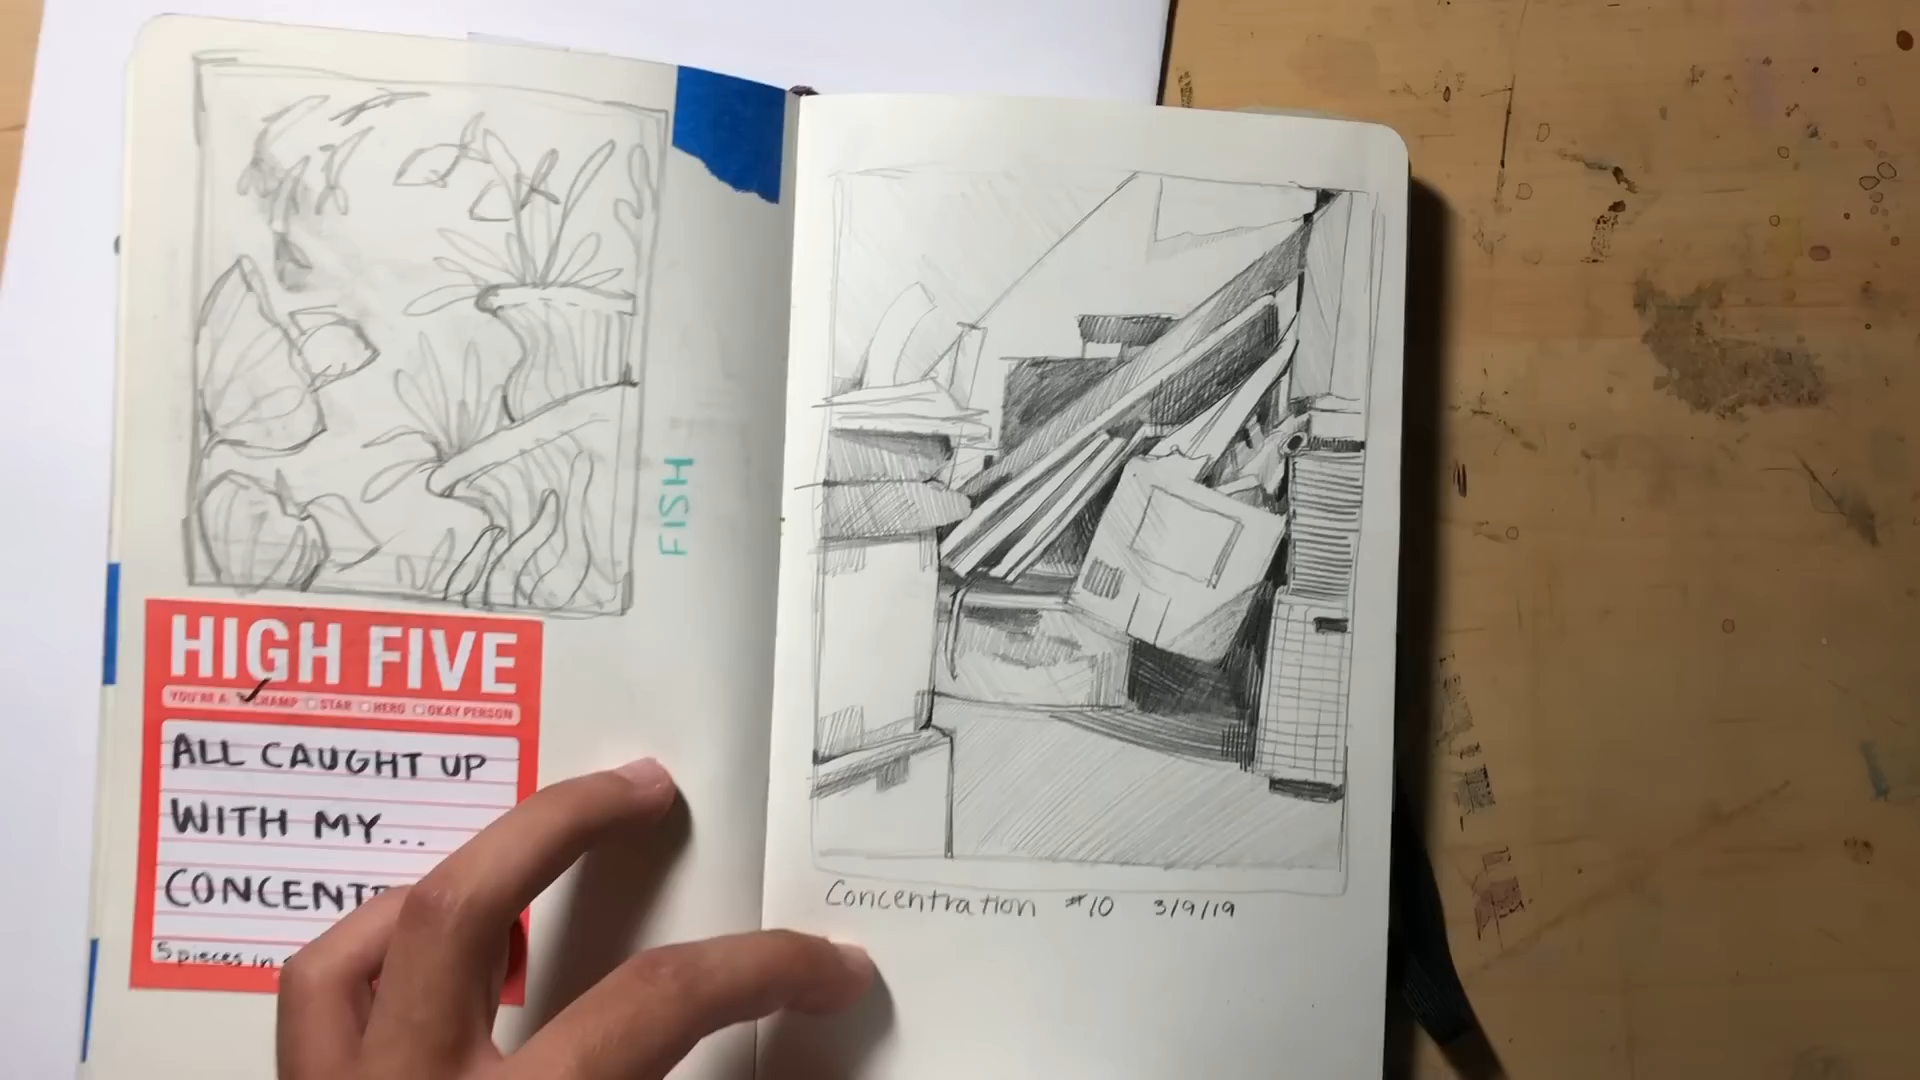 FISH
HIGH FIVE
YOU'RE A: CHAMP STAR HERO OKAY PERSON
ALL CAUGHT UP
WITH MY...
CONCENT
5 pieces in
Concentration #10 3/9/19